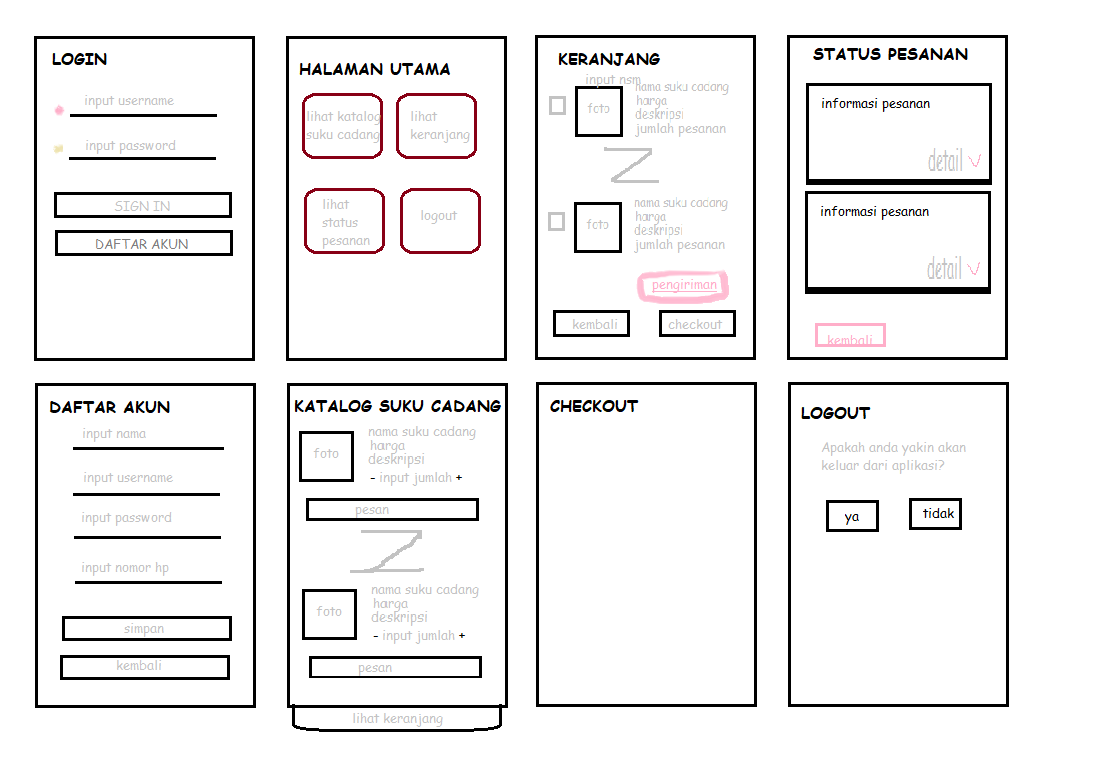 LOGIN
input username
input password
SIGN IN
DAFTAR AKUN
HALAMAN UTAMA
lihat katalog
suku cadang
lihat
keranjang
lihat
status
pesanan
logout
KERANJANG
input nsm
foto
nama suku cadang
harga
deskripsi
jumlah pesanan
foto
nama suku cadang
harga
deskripsi
jumlah pesanan
pengiriman
kembali
checkout
STATUS PESANAN
informasi pesanan
detail
informasi pesanan
detail
kembali
DAFTAR AKUN
input nama
input username
input password
input nomor hp
simpan
kembali
KATALOG SUKU CADANG
foto
nama suku cadang
harga
deskripsi
- input jumlah +
pesan
foto
nama suku cadang
harga
deskripsi
- input jumlah +
pesan
lihat keranjang
CHECKOUT
LOGOUT
Apakah anda yakin akan
keluar dari aplikasi?
ya
tidak